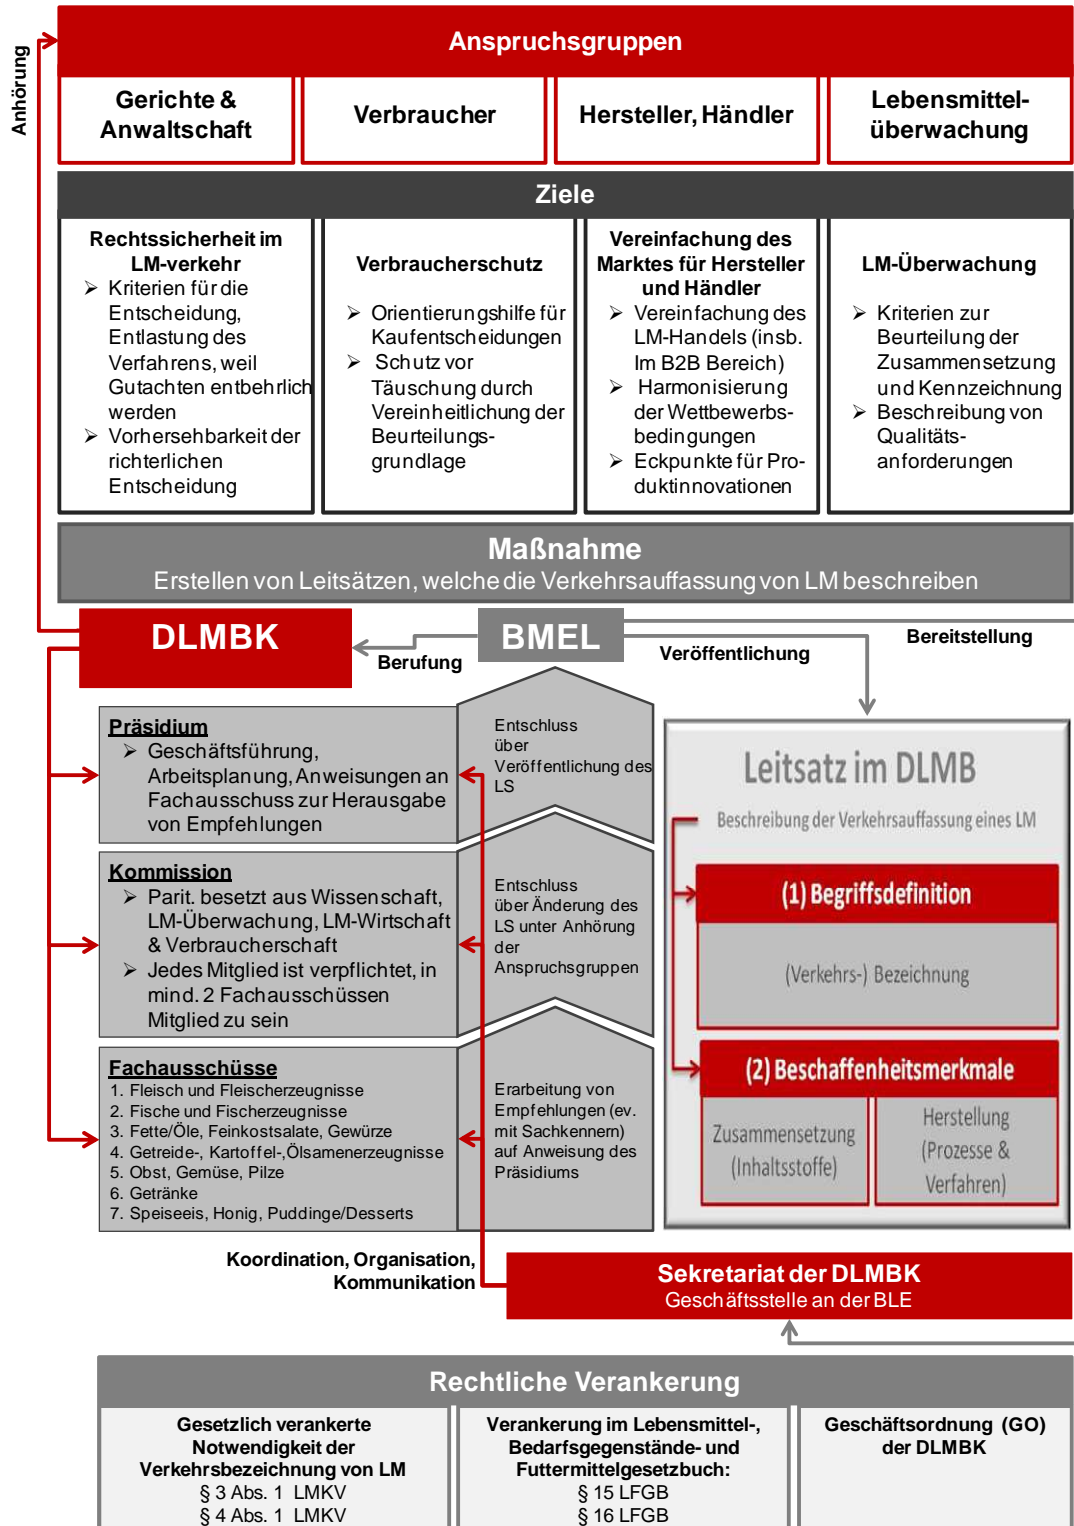 Anhörung
Anspruchsgruppen
Gerichte &
Anwaltschaft
Verbraucher
Hersteller, Händler
Lebensmittel-
überwachung
Ziele
Rechtssicherheit im
LM-verkehr
➢ Kriterien für die
Entscheidung,
Entlastung des
Verfahrens, weil
Gutachten entbehrlich
werden
➢ Vorhersehbarkeit der
richterlichen
Entscheidung
Verbraucherschutz
➢ Orientierungshilfe für
Kaufentscheidungen
➢ Schutz vor
Täuschung durch
Vereinheitlichung der
Beurteilungs-
grundlage
Vereinfachung des
Marktes für Hersteller
und Händler
➢ Vereinfachung des
LM-Handels (insb.
Im B2B Bereich)
➢ Harmonisierung
der Wettbewerbs-
bedingungen
➢ Eckpunkte für Pro-
duktinnovationen
LM-Überwachung
➢ Kriterien zur
Beurteilung der
Zusammensetzung
und Kennzeichnung
➢ Beschreibung von
Qualitäts-
anforderungen
Maßnahme
Erstellen von Leitsätzen, welche die Verkehrsauffassung von LM beschreiben
DLMBK
Berufung
BMEL
Veröffentlichung
Bereitstellung
Präsidium
➢ Geschäftsführung,
Arbeitsplanung, Anweisungen an
Fachausschuss zur Herausgabe
von Empfehlungen
Entschluss
über
Veröffentlichung des
LS
Kommission
➢ Parit. besetzt aus Wissenschaft,
LM-Überwachung, LM-Wirtschaft
& Verbraucherschaft
➢ Jedes Mitglied ist verpflichtet, in
mind. 2 Fachausschüssen
Mitglied zu sein
Entschluss
über Änderung des
LS unter Anhörung
der
Anspruchsgruppen
Fachausschüsse
1. Fleisch und Fleischerzeugnisse
2. Fische und Fischerzeugnisse
3. Fette/Öle, Feinkostsalate, Gewürze
4. Getreide-, Kartoffel-,Ölsamenerzeugnisse
5. Obst, Gemüse, Pilze
6. Getränke
7. Speiseeis, Honig, Puddinge/Desserts
Erarbeitung von
Empfehlungen (ev.
mit Sachkennern)
auf Anweisung des
Präsidiums
Leitsatz im DLMB
Beschreibung der Verkehrsauffassung eines LM
(1) Begriffsdefinition
(Verkehrs-) Bezeichnung
(2) Beschaffenheitsmerkmale
Zusammensetzung
(Inhaltsstoffe)
Herstellung
(Prozesse &
Verfahren)
Koordination, Organisation,
Kommunikation
Sekretariat der DLMBK
Geschäftsstelle an der BLE
Rechtliche Verankerung
Gesetzlich verankerte
Notwendigkeit der
Verkehrsbezeichnung von LM
§ 3 Abs. 1 LMKV
§ 4 Abs. 1 LMKV
Verankerung im Lebensmittel-,
Bedarfsgegenstände- und
Futtermittelgesetzbuch:
§ 15 LFGB
§ 16 LFGB
Geschäftsordnung (GO)
der DLMBK